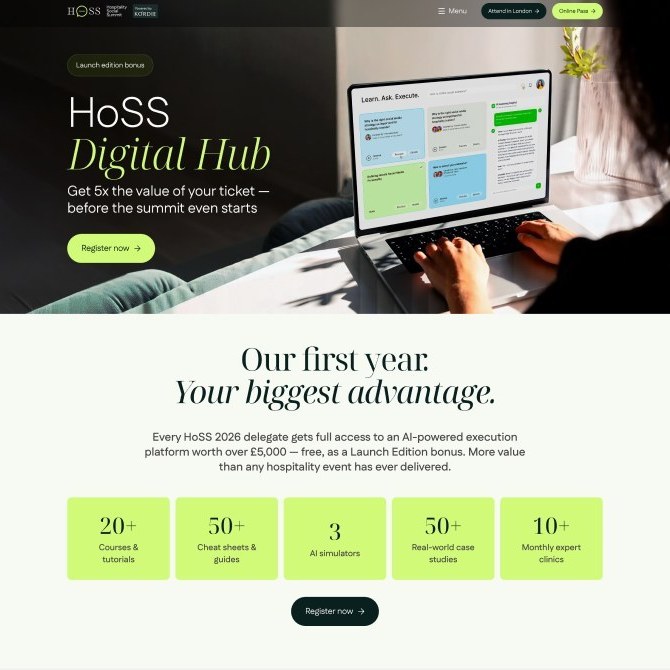 HOSS
Hospitality
Social
Summit
Powered by
KORDIE
Menu
Attend in London →
Online Pass →
Launch edition bonus
HoSS
Digital Hub
Get 5x the value of your ticket —
before the summit even starts
Register now →
Learn. Ask. Execute.
Our first year.
Your biggest advantage.
Every HoSS 2026 delegate gets full access to an AI-powered execution
platform worth over £5,000 — free, as a Launch Edition bonus. More value
than any hospitality event has ever delivered.
20+
Courses &
tutorials
50+
Cheat sheets &
guides
3
AI simulators
50+
Real-world case
studies
10+
Monthly expert
clinics
Register now →